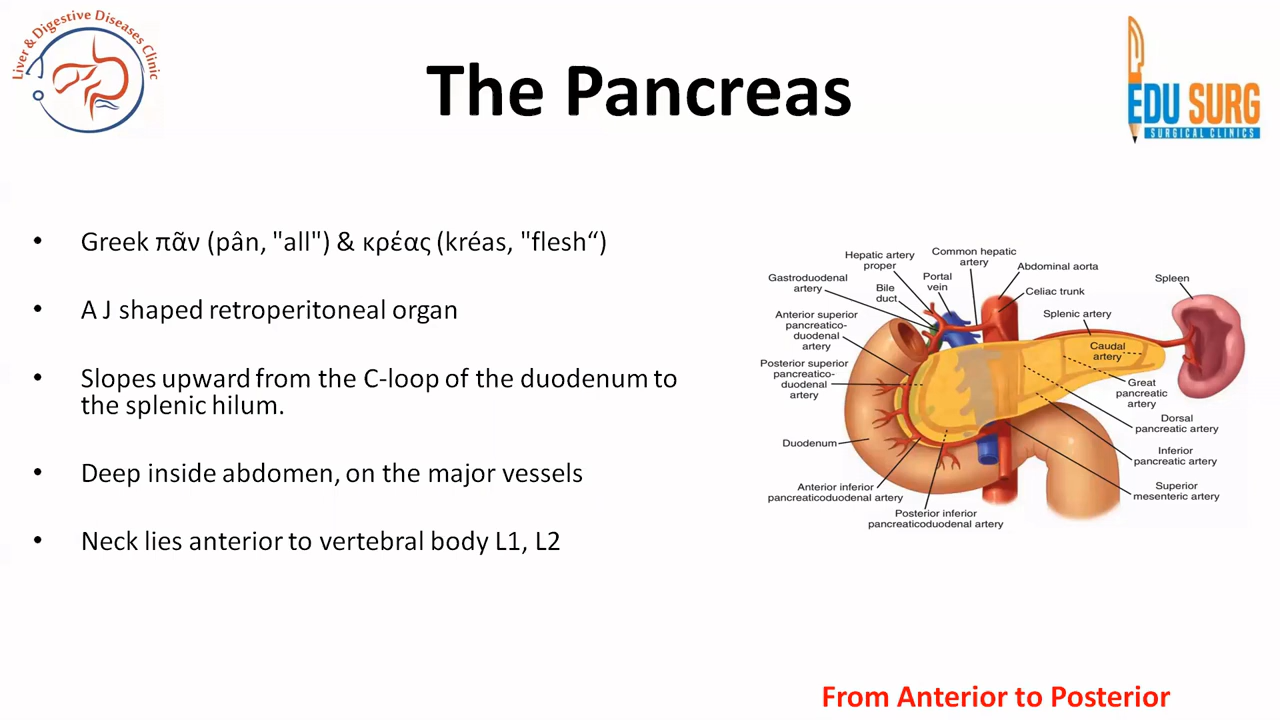 Liver & Digestive Diseases Clinic
The Pancreas
EDU SURG
SURGICAL CLINICS
• Greek πᾶν (pân, "all") & κρέας (kréas, "flesh“)
• A J shaped retroperitoneal organ
• Slopes upward from the C-loop of the duodenum to
the splenic hilum.
• Deep inside abdomen, on the major vessels
• Neck lies anterior to vertebral body L1, L2
Hepatic artery
proper
Common hepatic
artery
Abdominal aorta
Gastroduodenal
artery
Bile
duct
Portal
vein
Celiac trunk
Spleen
Anterior superior
pancreatico-
duodenal
artery
Splenic artery
Caudal
artery
Posterior superior
pancreatico-
duodenal
artery
Great
pancreatic
artery
Dorsal
pancreatic artery
Duodenum
Inferior
pancreatic artery
Anterior inferior
pancreaticoduodenal artery
Superior
mesenteric artery
Posterior inferior
pancreaticoduodenal artery
From Anterior to Posterior